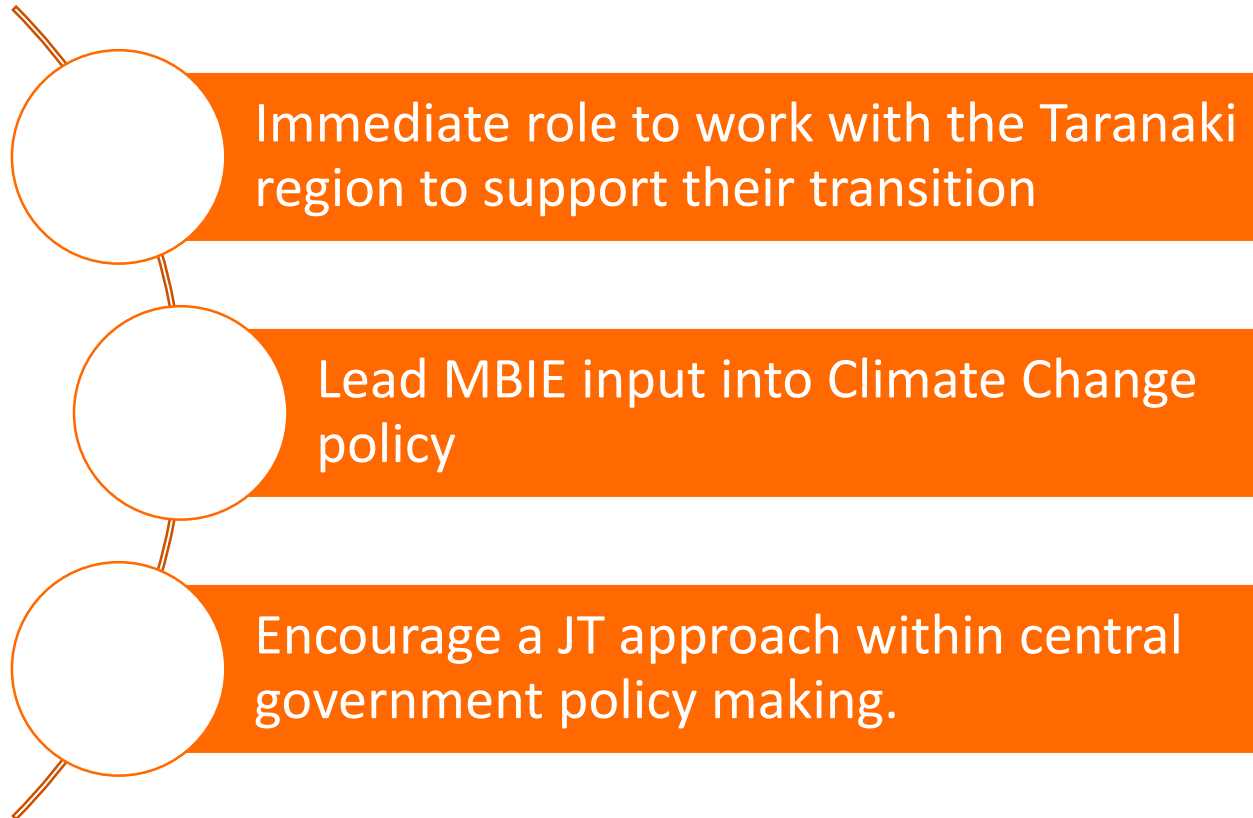 Immediate role to work with the Taranaki
region to support their transition
Lead MBIE input into Climate Change
policy
Encourage a JT approach within central
government policy making.